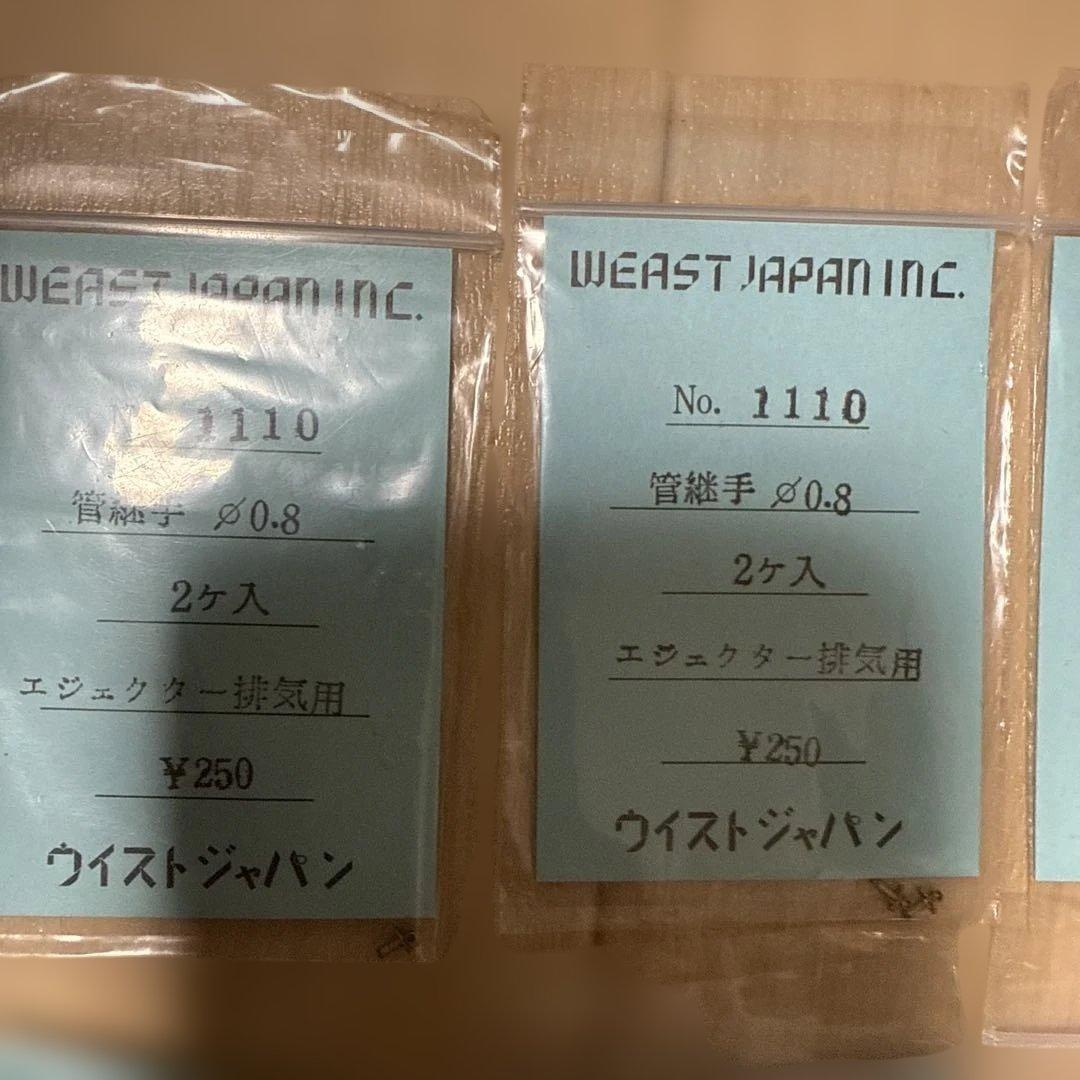 WEAST JAPAN INC.
No. 1110
管継手 ⌀0.8
2ケ入
エジェクター排気用
¥250
ウイストジャパン
WEAST JAPAN INC.
No. 1110
管継手 ⌀0.8
2ケ入
エジェクター排気用
¥250
ウイストジャパン